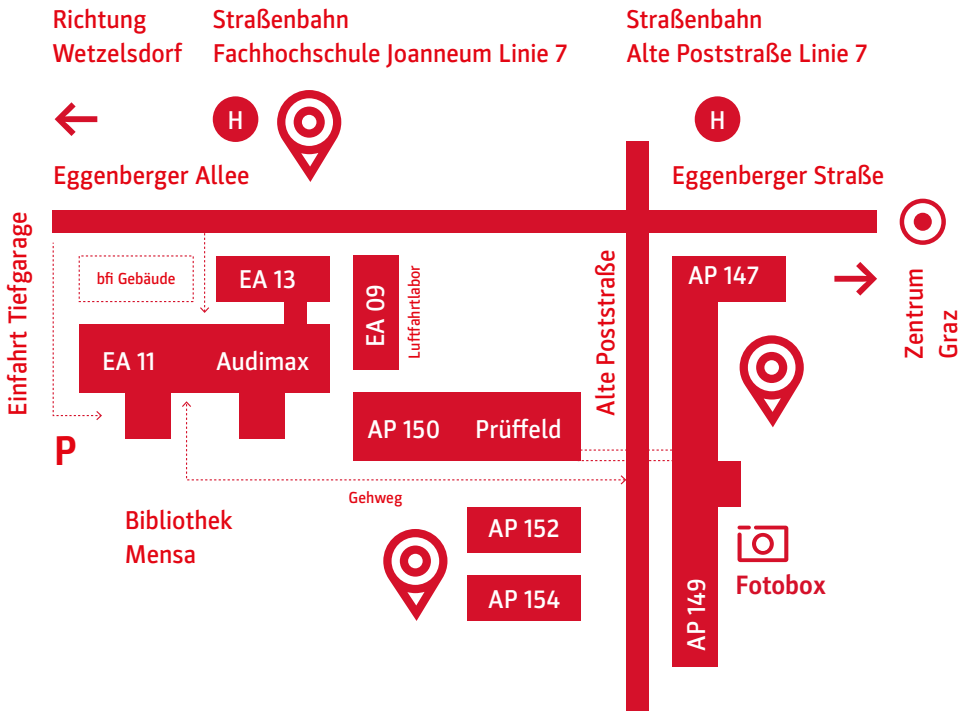 Richtung
Wetzelsdorf
Straßenbahn
Fachhochschule Joanneum Linie 7
Straßenbahn
Alte Poststraße Linie 7
H
H
Eggenberger Allee
Eggenberger Straße
Einfahrt Tiefgarage
bfi Gebäude
EA 13
EA 09
Luftfahrtlabor
Alte Poststraße
AP 147
Zentrum
Graz
EA 11
Audimax
AP 150
Prüffeld
P
Gehweg
Bibliothek
Mensa
AP 152
AP 154
AP 149
Fotobox